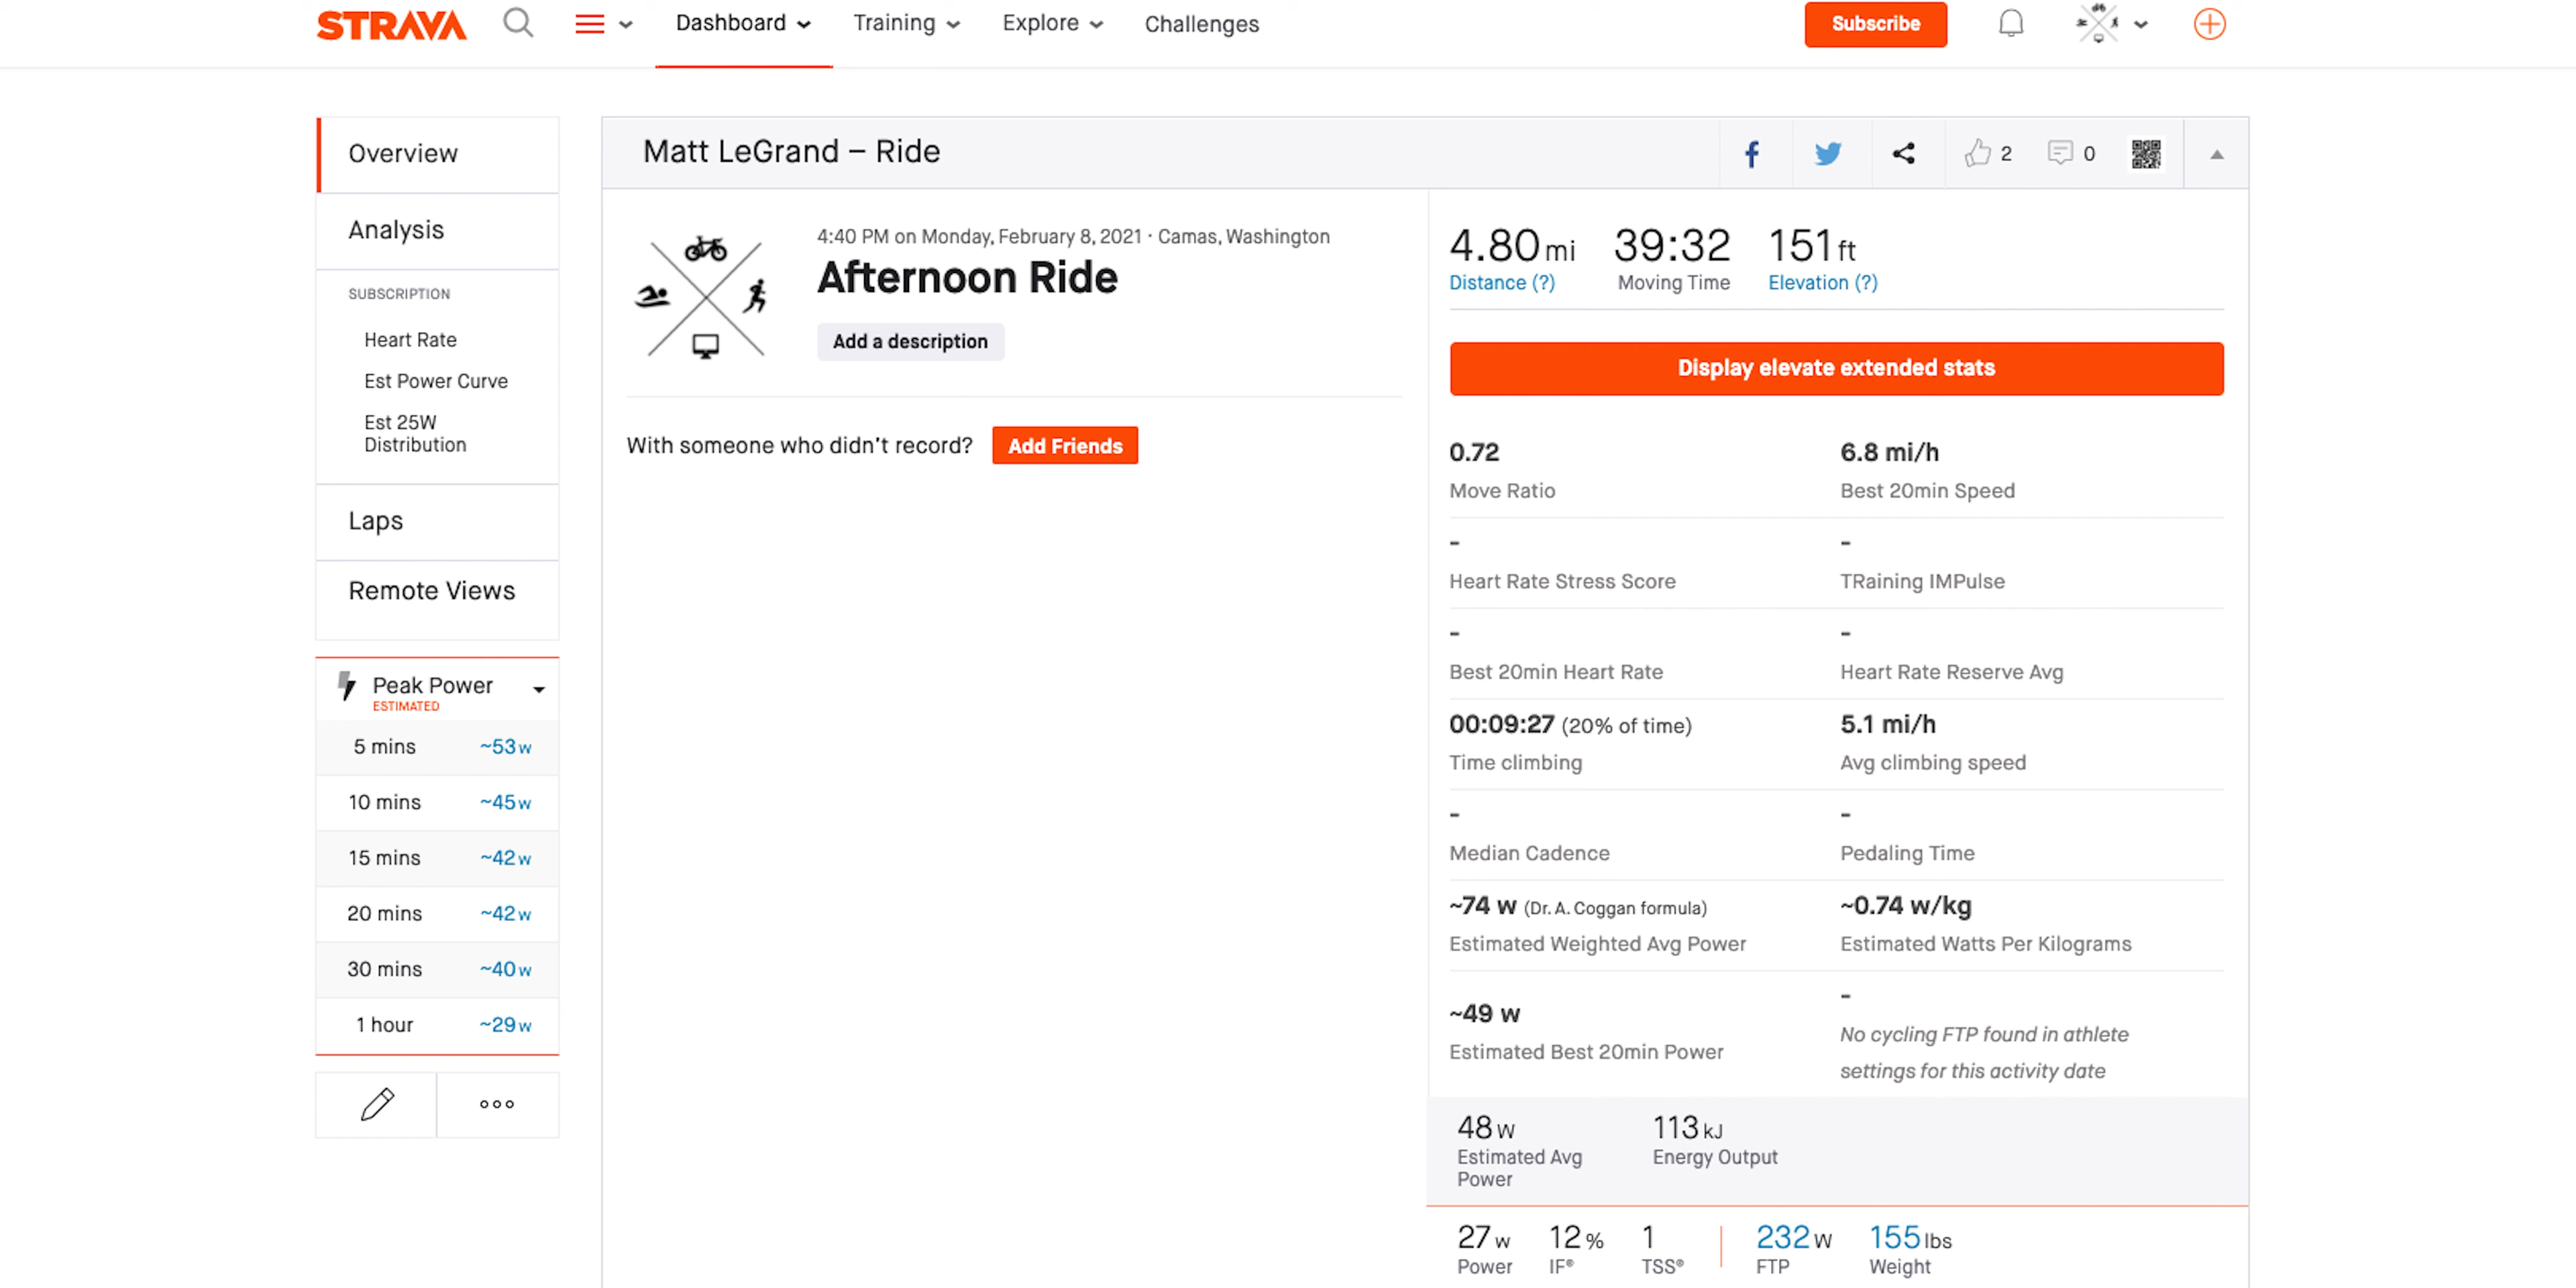 STRAVA
Dashboard
Training
Explore
Challenges
Subscribe
Overview
Analysis
SUBSCRIPTION
Heart Rate
Est Power Curve
Est 25W
Distribution
Laps
Remote Views
Peak Power
ESTIMATED
5 mins ~53 w
10 mins ~45 w
15 mins ~42 w
20 mins ~42 w
30 mins ~40 w
1 hour ~29 w
Matt LeGrand – Ride
2
0
4:40 PM on Monday, February 8, 2021 · Camas, Washington
Afternoon Ride
Add a description
With someone who didn't record? Add Friends
4.80 mi 39:32 151 ft
Distance (?) Moving Time Elevation (?)
Display elevate extended stats
0.72 6.8 mi/h
Move Ratio Best 20min Speed
- -
Heart Rate Stress Score TRaining IMPulse
- -
Best 20min Heart Rate Heart Rate Reserve Avg
00:09:27 (20% of time) 5.1 mi/h
Time climbing Avg climbing speed
- -
Median Cadence Pedaling Time
~74 w (Dr. A. Coggan formula) ~0.74 w/kg
Estimated Weighted Avg Power Estimated Watts Per Kilograms
~49 w -
Estimated Best 20min Power
No cycling FTP found in athlete
settings for this activity date
48 W 113 kJ
Estimated Avg Energy Output
Power
27 w 12 % 1 232 W 155 lbs
Power IF® TSS® FTP Weight